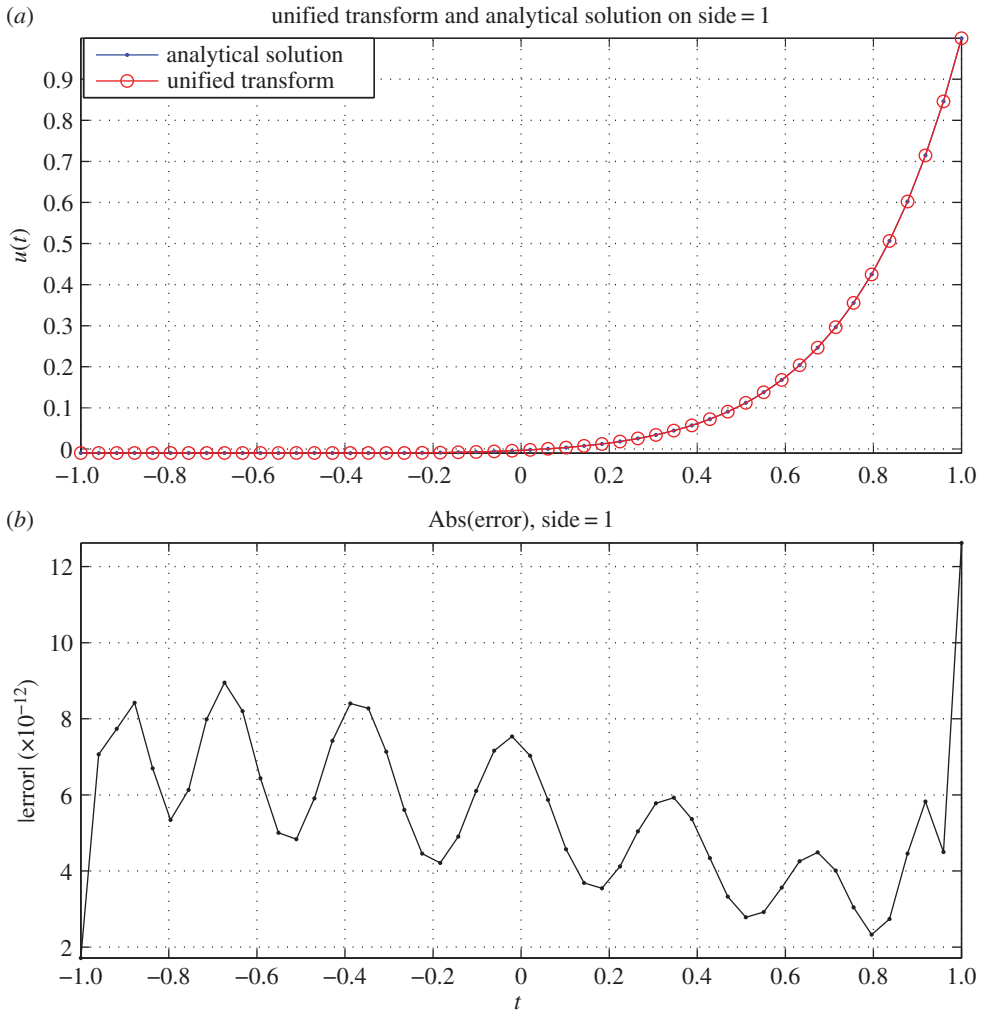 (a) unified transform and analytical solution on side = 1
analytical solution
unified transform
0.9
0.8
0.7
0.6
0.5
0.4
0.3
0.2
0.1
0
u(t)
−1.0 −0.8 −0.6 −0.4 −0.2 0 0.2 0.4 0.6 0.8 1.0
(b) Abs(error), side = 1
12
10
8
6
4
2
|error| (×10−12)
−1.0 −0.8 −0.6 −0.4 −0.2 0 0.2 0.4 0.6 0.8 1.0
t